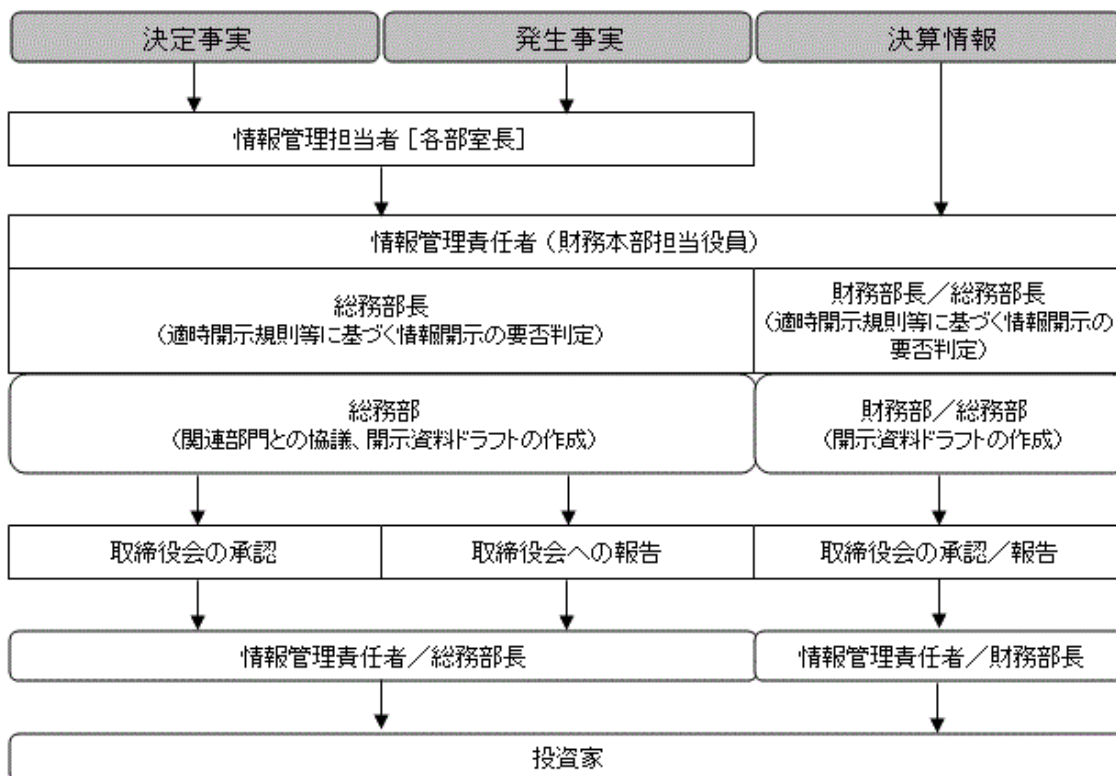 決定事実
発生事実
決算情報
情報管理担当者［各部室長］
情報管理責任者（財務本部担当役員）
総務部長
（適時開示規則等に基づく情報開示の要否判定）
財務部長／総務部長
（適時開示規則等に基づく情報開示の
要否判定）
総務部
（関連部門との協議、開示資料ドラフトの作成）
財務部／総務部
（開示資料ドラフトの作成）
取締役会の承認
取締役会への報告
取締役会の承認／報告
情報管理責任者／総務部長
情報管理責任者／財務部長
投資家